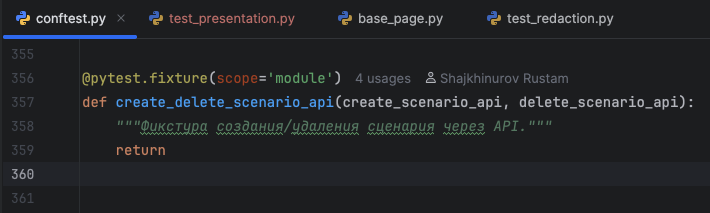 conftest.py × test_presentation.py base_page.py test_redaction.py
355
356 @pytest.fixture(scope='module') 4 usages Shajkhinurov Rustam
357 def create_delete_scenario_api(create_scenario_api, delete_scenario_api):
358 """Фикстура создания/удаления сценария через API."""
359 return
360
361